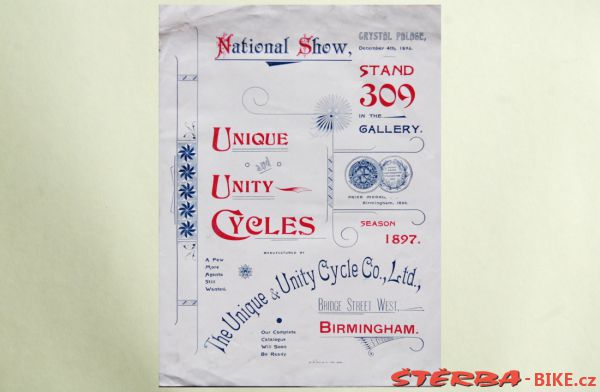 National Show,
CRYSTAL PALACE,
December 4th, 1896.
STAND
309
IN THE
GALLERY.
UNIQUE
and
UNITY
CYCLES
PRIZE MEDAL,
Birmingham,
SEASON
1897.
MANUFACTURED BY
The Unique & Unity Cycle Co., Ltd.,
BRIDGE STREET WEST,
BIRMINGHAM.
A Few
More
Agents
Still
Wanted.
Our Complete
Catalogue
Will Soon
Be Ready
ŠTĚRBA-BIKE.cz